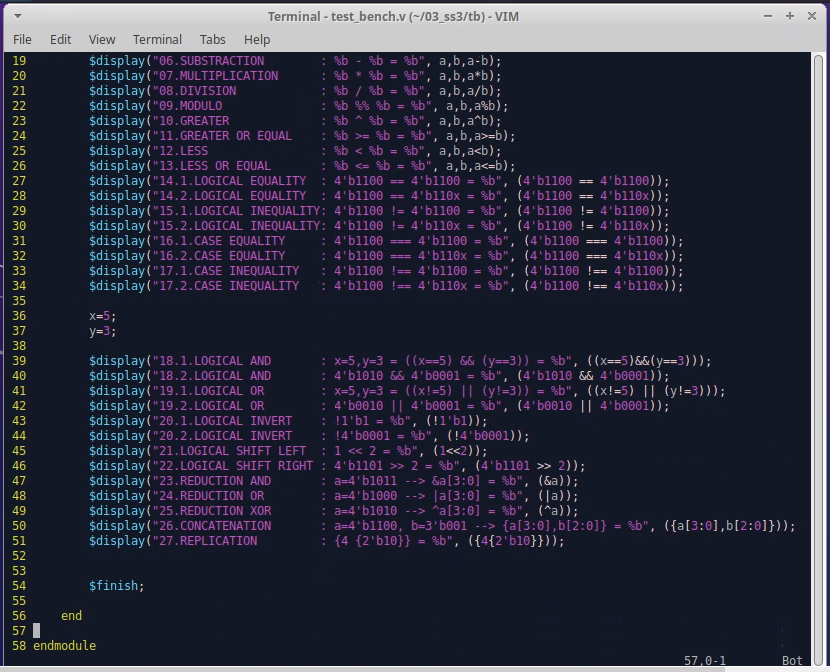 Terminal - test_bench.v (~/03_ss3/tb) - VIM
File Edit View Terminal Tabs Help
19         $display("06.SUBSTRACTION        : %b - %b = %b", a,b,a-b);
20         $display("07.MULTIPLICATION      : %b * %b = %b", a,b,a*b);
21         $display("08.DIVISION            : %b / %b = %b", a,b,a/b);
22         $display("09.MODULO              : %b %% %b = %b", a,b,a%b);
23         $display("10.GREATER             : %b ^ %b = %b", a,b,a^b);
24         $display("11.GREATER OR EQUAL    : %b >= %b = %b", a,b,a>=b);
25         $display("12.LESS                : %b < %b = %b", a,b,a<b);
26         $display("13.LESS OR EQUAL       : %b <= %b = %b", a,b,a<=b);
27         $display("14.1.LOGICAL EQUALITY  : 4'b1100 == 4'b1100 = %b", (4'b1100 == 4'b1100));
28         $display("14.2.LOGICAL EQUALITY  : 4'b1100 == 4'b110x = %b", (4'b1100 == 4'b110x));
29         $display("15.1.LOGICAL INEQUALITY: 4'b1100 != 4'b1100 = %b", (4'b1100 != 4'b1100));
30         $display("15.2.LOGICAL INEQUALITY: 4'b1100 != 4'b110x = %b", (4'b1100 != 4'b110x));
31         $display("16.1.CASE EQUALITY     : 4'b1100 === 4'b1100 = %b", (4'b1100 === 4'b1100));
32         $display("16.2.CASE EQUALITY     : 4'b1100 === 4'b110x = %b", (4'b1100 === 4'b110x));
33         $display("17.1.CASE INEQUALITY   : 4'b1100 !== 4'b1100 = %b", (4'b1100 !== 4'b1100));
34         $display("17.2.CASE INEQUALITY   : 4'b1100 !== 4'b110x = %b", (4'b1100 !== 4'b110x));
35
36         x=5;
37         y=3;
38
39         $display("18.1.LOGICAL AND       : x=5,y=3 = ((x==5) && (y==3)) = %b", ((x==5)&&(y==3)));
40         $display("18.2.LOGICAL AND       : 4'b1010 && 4'b0001 = %b", (4'b1010 && 4'b0001));
41         $display("19.1.LOGICAL OR        : x=5,y=3 = ((x!=5) || (y!=3)) = %b", ((x!=5) || (y!=3)));
42         $display("19.2.LOGICAL OR        : 4'b0010 || 4'b0001 = %b", (4'b0010 || 4'b0001));
43         $display("20.1.LOGICAL INVERT    : !1'b1 = %b", (!1'b1));
44         $display("20.2.LOGICAL INVERT    : !4'b0001 = %b", (!4'b0001));
45         $display("21.LOGICAL SHIFT LEFT  : 1 << 2 = %b", (1<<2));
46         $display("22.LOGICAL SHIFT RIGHT : 4'b1101 >> 2 = %b", (4'b1101 >> 2));
47         $display("23.REDUCTION AND       : a=4'b1011 --> &a[3:0] = %b", (&a));
48         $display("24.REDUCTION OR        : a=4'b1000 --> |a[3:0] = %b", (|a));
49         $display("25.REDUCTION XOR       : a=4'b1010 --> ^a[3:0] = %b", (^a));
50         $display("26.CONCATENATION       : a=4'b1100, b=3'b001 --> {a[3:0],b[2:0]} = %b", ({a[3:0],b[2:0]}));
51         $display("27.REPLICATION         : {4 {2'b10}} = %b", ({4{2'b10}}));
52
53
54         $finish;
55
56     end
57
58 endmodule
57,0-1 Bot